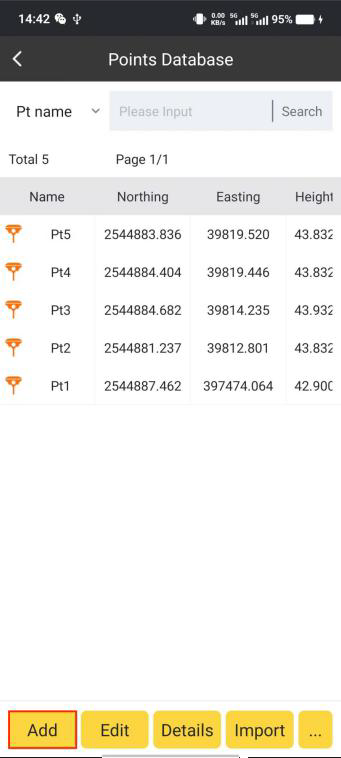 14:42 0.00 KB/s 5G 5G 95%
Points Database
Pt name Please Input Search
Total 5 Page 1/1
Name Northing Easting Height
Pt5 2544883.836 39819.520 43.832
Pt4 2544884.404 39819.446 43.832
Pt3 2544884.682 39814.235 43.932
Pt2 2544881.237 39812.801 43.832
Pt1 2544887.462 397474.064 42.900
Add Edit Details Import ...